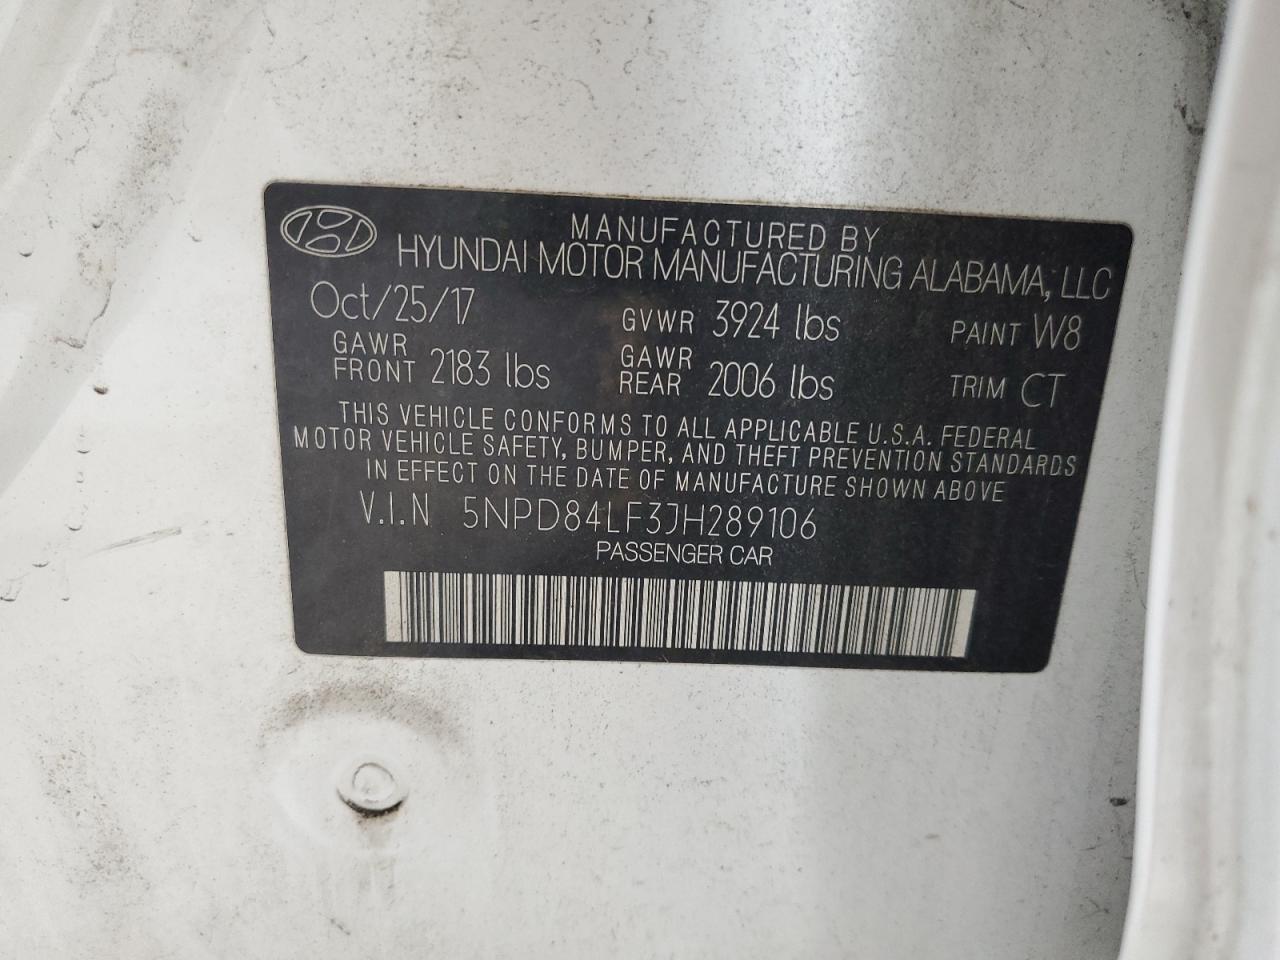 MANUFACTURED BY
HYUNDAI MOTOR MANUFACTURING ALABAMA, LLC
Oct/25/17 GVWR 3924 lbs PAINT W8
GAWR FRONT 2183 lbs GAWR REAR 2006 lbs TRIM CT
THIS VEHICLE CONFORMS TO ALL APPLICABLE U.S.A. FEDERAL
MOTOR VEHICLE SAFETY, BUMPER, AND THEFT PREVENTION STANDARDS
IN EFFECT ON THE DATE OF MANUFACTURE SHOWN ABOVE
V.I.N 5NPD84LF3JH289106
PASSENGER CAR